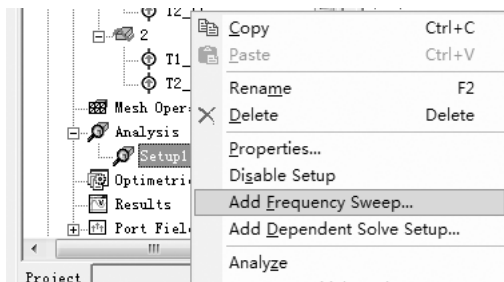 T2_
2
T1_
T2_
Mesh Oper
Analysis
Setup1
Optimetri
Results
Port Fiel
Project
Copy Ctrl+C
Paste Ctrl+V
Rename F2
Delete Delete
Properties...
Disable Setup
Add Frequency Sweep...
Add Dependent Solve Setup...
Analyze